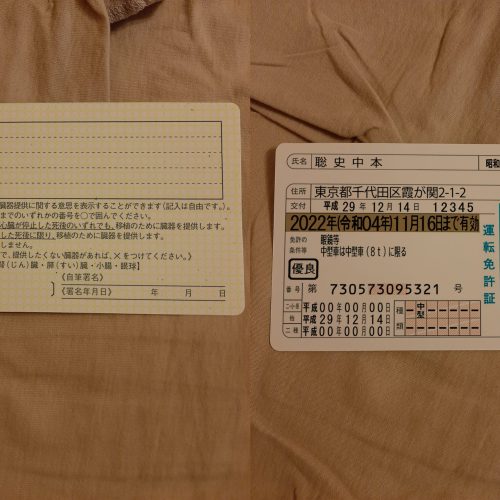 臓器提供に関する意思を表示することができます(記入は自由です。)。
までのいずれかの番号を○で囲んでください。
心臓が停止した死後のいずれでも、移植のために臓器を提供します。
した死後に限り、移植のために臓器を提供します。
しません。
で、提供したくない臓器があれば、×をつけてください。》
腎(じん)臓・膵(すい)臓・小腸・眼球】
《自筆署名》
《署名年月日》 年 月 日
氏名 聡史中本 昭和
住所 東京都千代田区霞が関2-1-2
交付 平成29年12月14日 12345
2022年(令和04年)11月16日まで有効
免許の条件等 眼鏡等
中型車は中型車(8t)に限る
優良
番号 第 730573095321 号
二小原 平成00年00月00日
他 平成29年12月14日
二種 平成00年00月00日
種類 中型
運転免許証